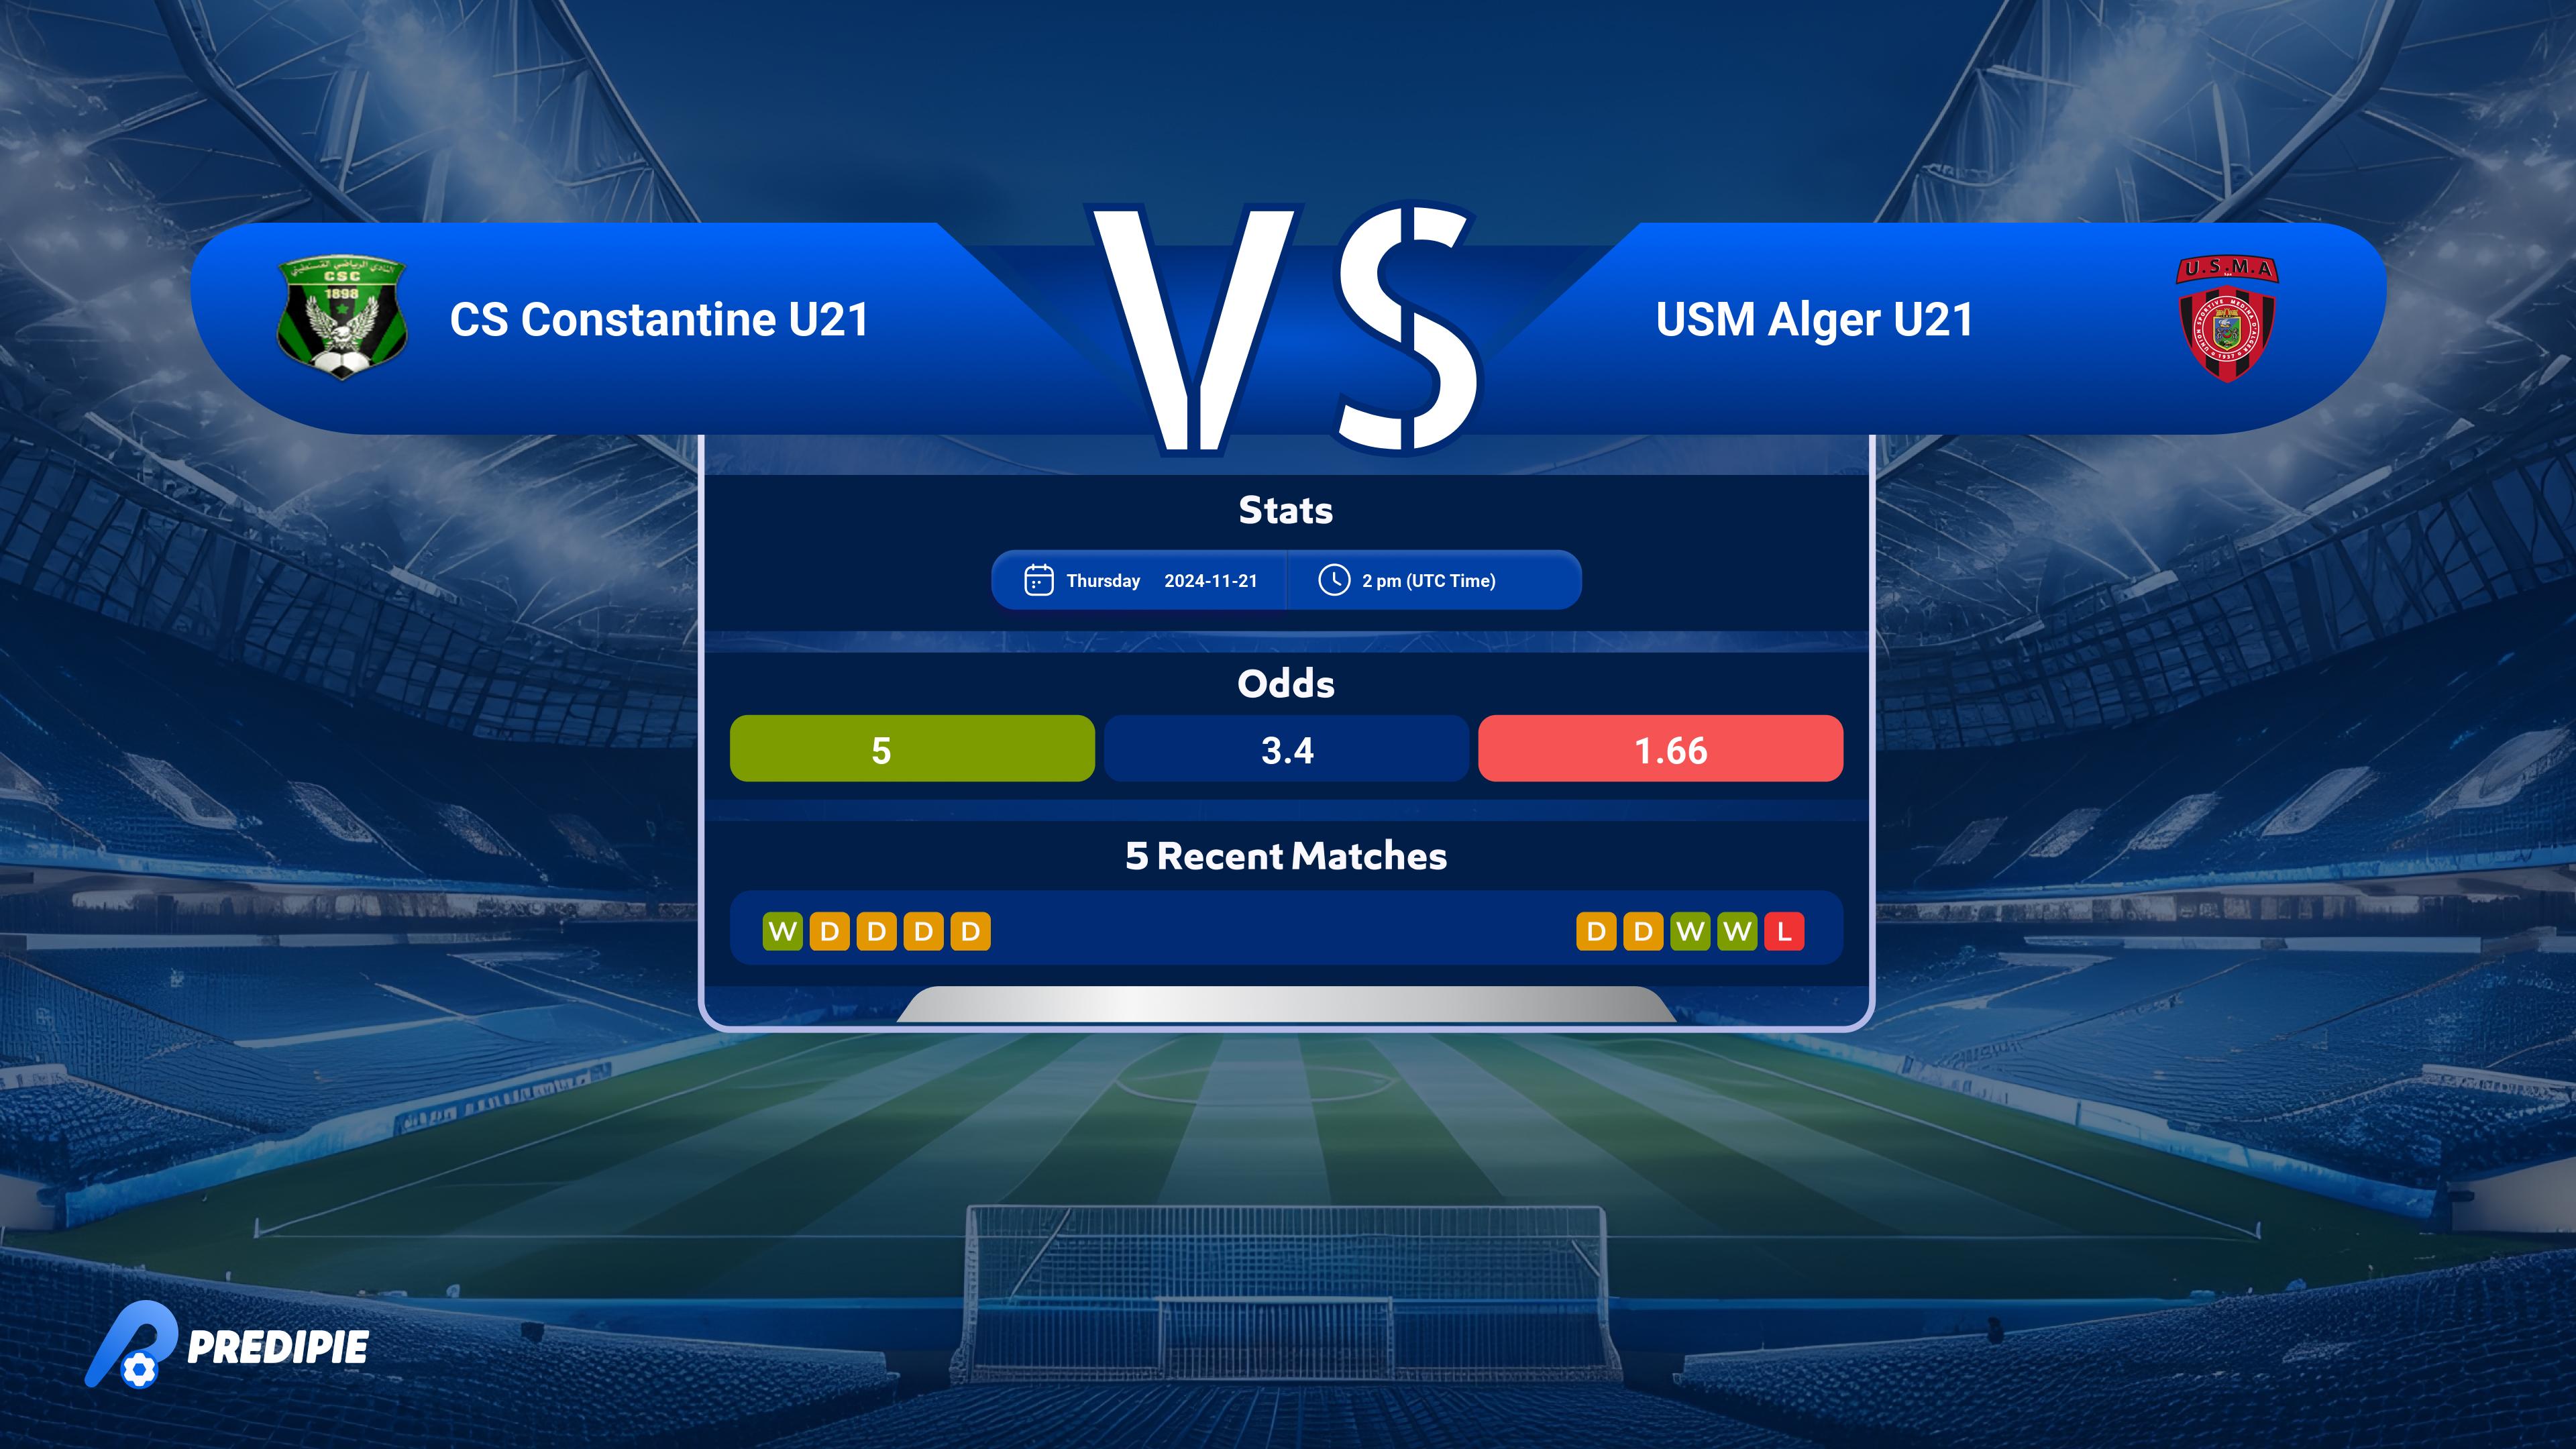 CSC
1898
CS Constantine U21
VS
USM Alger U21
U.S.M.A
Stats
Thursday 2024-11-21
2 pm (UTC Time)
Odds
5
3.4
1.66
5 Recent Matches
W D D D D
D D W W L
PREDIPIE